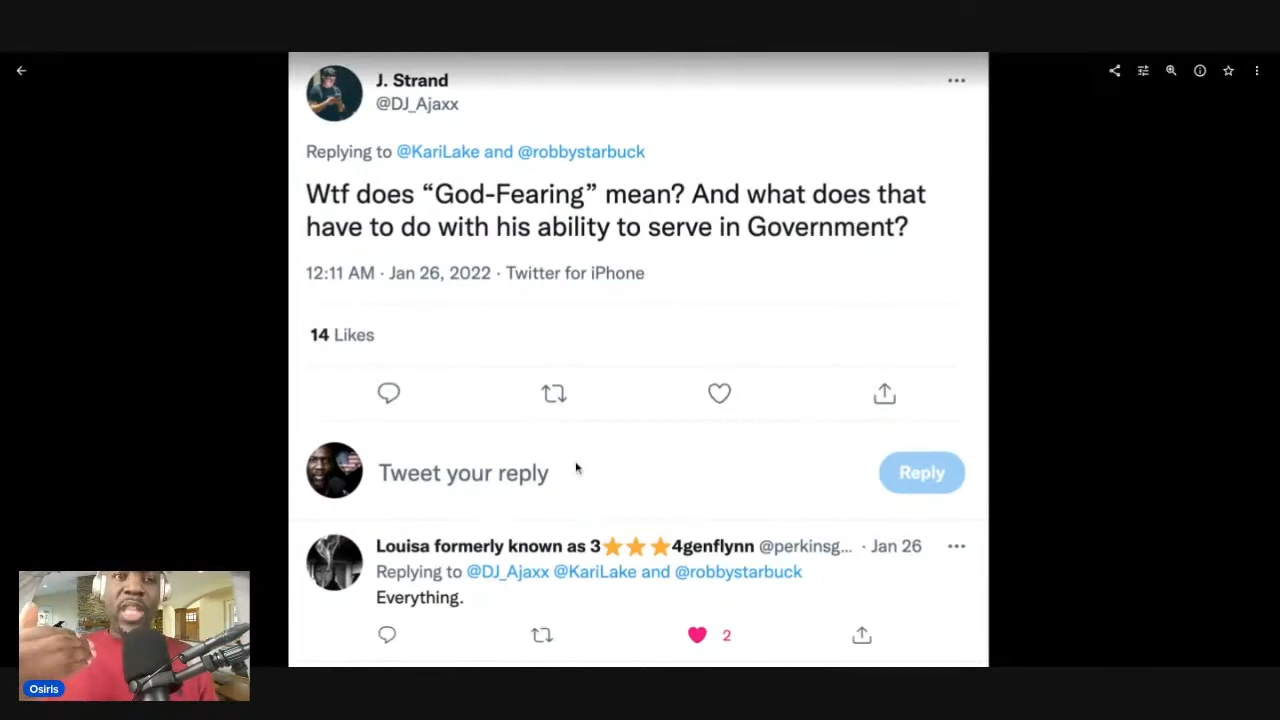 J. Strand
@DJ_Ajaxx
Replying to @KariLake and @robbystarbuck
Wtf does “God-Fearing” mean? And what does that
have to do with his ability to serve in Government?
12:11 AM · Jan 26, 2022 · Twitter for iPhone
14 Likes
Tweet your reply
Reply
Louisa formerly known as 3⭐⭐⭐4genflynn @perkinsg... · Jan 26
Replying to @DJ_Ajaxx @KariLake and @robbystarbuck
Everything.
2
Osiris